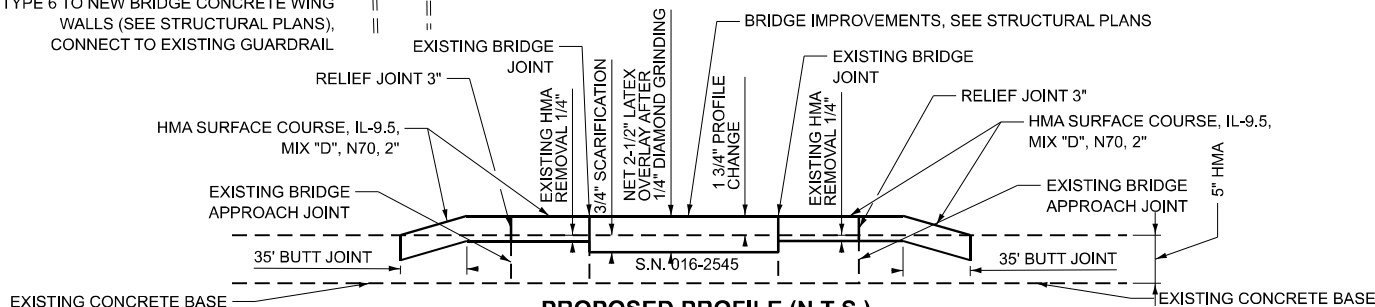 TYPE 6 TO NEW BRIDGE CONCRETE WING
WALLS (SEE STRUCTURAL PLANS),
CONNECT TO EXISTING GUARDRAIL
BRIDGE IMPROVEMENTS, SEE STRUCTURAL PLANS
EXISTING BRIDGE
JOINT
EXISTING BRIDGE
JOINT
RELIEF JOINT 3"
RELIEF JOINT 3"
HMA SURFACE COURSE, IL-9.5,
MIX "D", N70, 2"
HMA SURFACE COURSE, IL-9.5,
MIX "D", N70, 2"
EXISTING HMA
REMOVAL 1/4"
3/4" SCARIFICATION
NET 2-1/2" LATEX
OVERLAY AFTER
1/4" DIAMOND GRINDING
1 3/4" PROFILE
CHANGE
EXISTING HMA
REMOVAL 1/4"
5" HMA
EXISTING BRIDGE
APPROACH JOINT
EXISTING BRIDGE
APPROACH JOINT
35' BUTT JOINT
S.N. 016-2545
35' BUTT JOINT
EXISTING CONCRETE BASE
PROPOSED PROFILE (N.T.S.)
EXISTING CONCRETE BASE